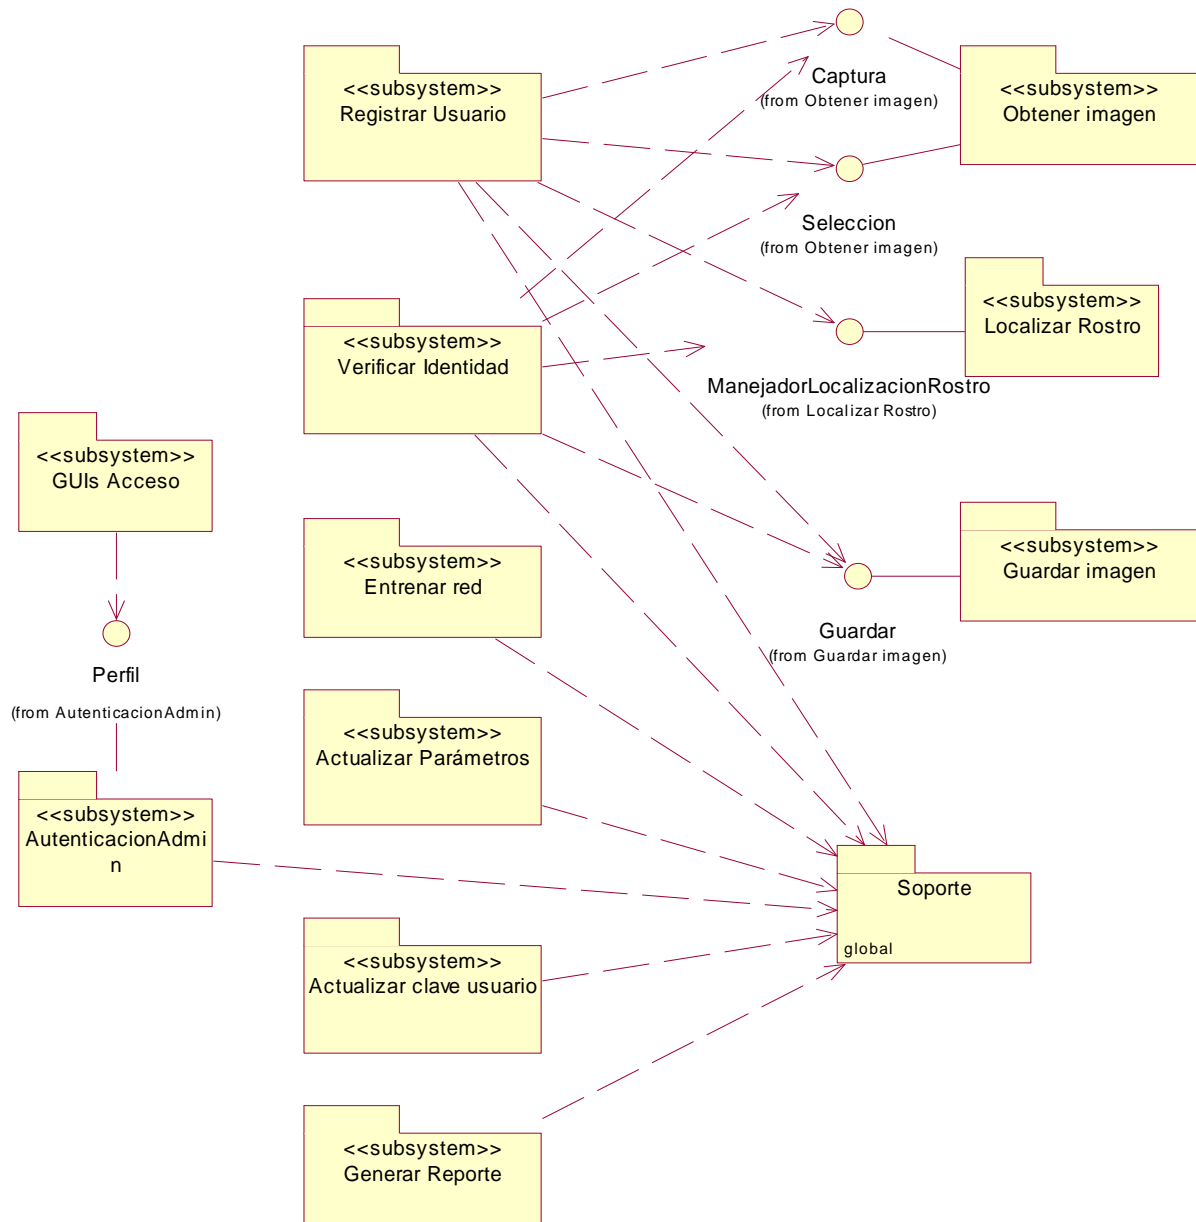 <<subsystem>>
Registrar Usuario
Captura
(from Obtener imagen)
<<subsystem>>
Obtener imagen
Seleccion
(from Obtener imagen)
<<subsystem>>
Localizar Rostro
<<subsystem>>
Verificar Identidad
ManejadorLocalizacionRostro
(from Localizar Rostro)
<<subsystem>>
GUIs Acceso
<<subsystem>>
Entrenar red
<<subsystem>>
Guardar imagen
Guardar
(from Guardar imagen)
Perfil
(from AutenticacionAdmin)
<<subsystem>>
Actualizar Parámetros
<<subsystem>>
AutenticacionAdmi
n
Soporte
global
<<subsystem>>
Actualizar clave usuario
<<subsystem>>
Generar Reporte